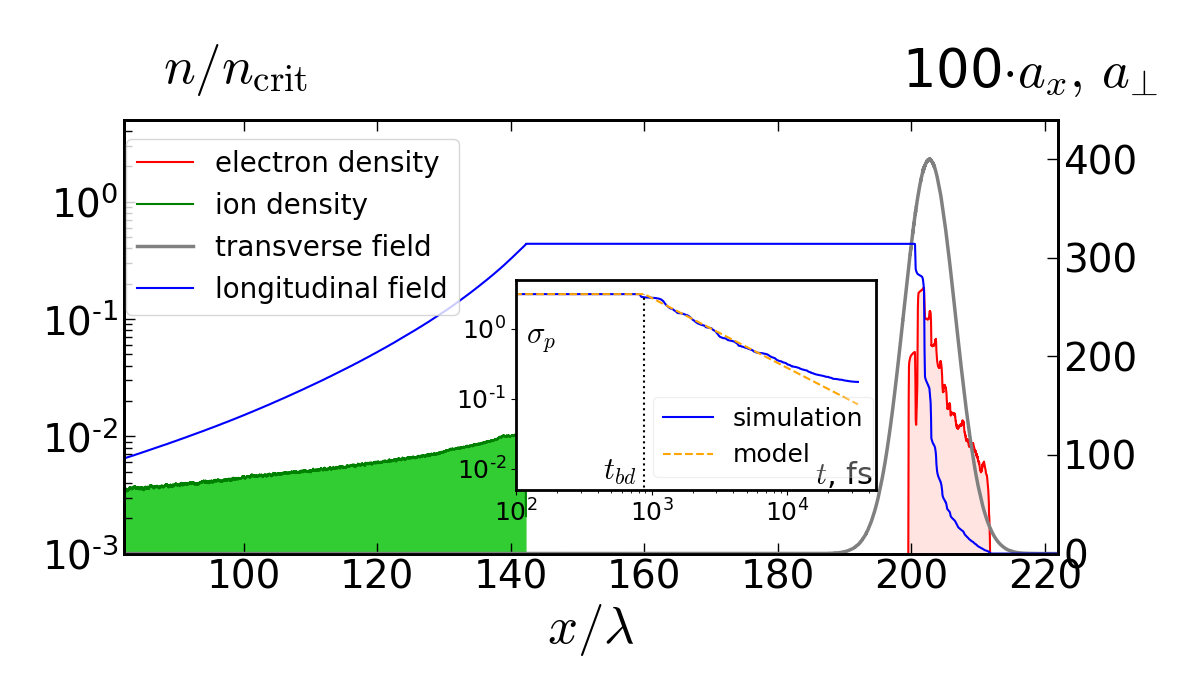 n/n_crit
100·a_x, a_⊥
electron density
ion density
transverse field
longitudinal field
10^0
10^-1
10^-2
10^-3
400
300
200
100
0
10^0
10^-1
10^-2
σ_p
simulation
model
t_bd
t, fs
10^2 10^3 10^4
100 120 140 160 180 200 220
x/λ